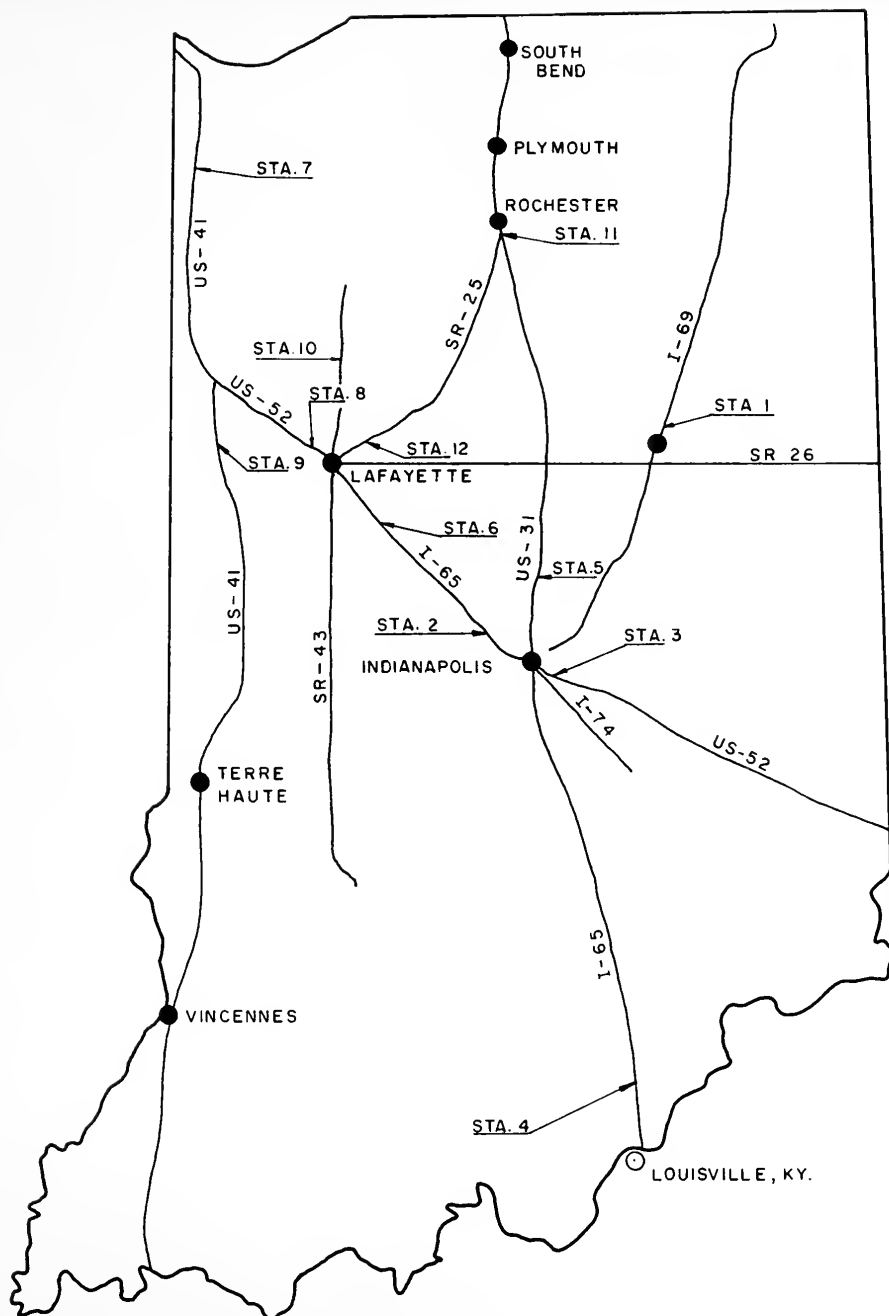 SOUTH
BEND
PLYMOUTH
STA. 7
ROCHESTER
STA. 11
US-41
SR-25
I-69
STA. 10
US-52
STA. 8
STA 1
STA. 9
STA. 12
SR 26
LAFAYETTE
STA. 6
US-31
I-65
STA. 5
US-41
STA. 2
STA. 3
SR-43
INDIANAPOLIS
I-74
US-52
TERRE
HAUTE
I-65
VINCENNES
STA. 4
LOUISVILLE, KY.